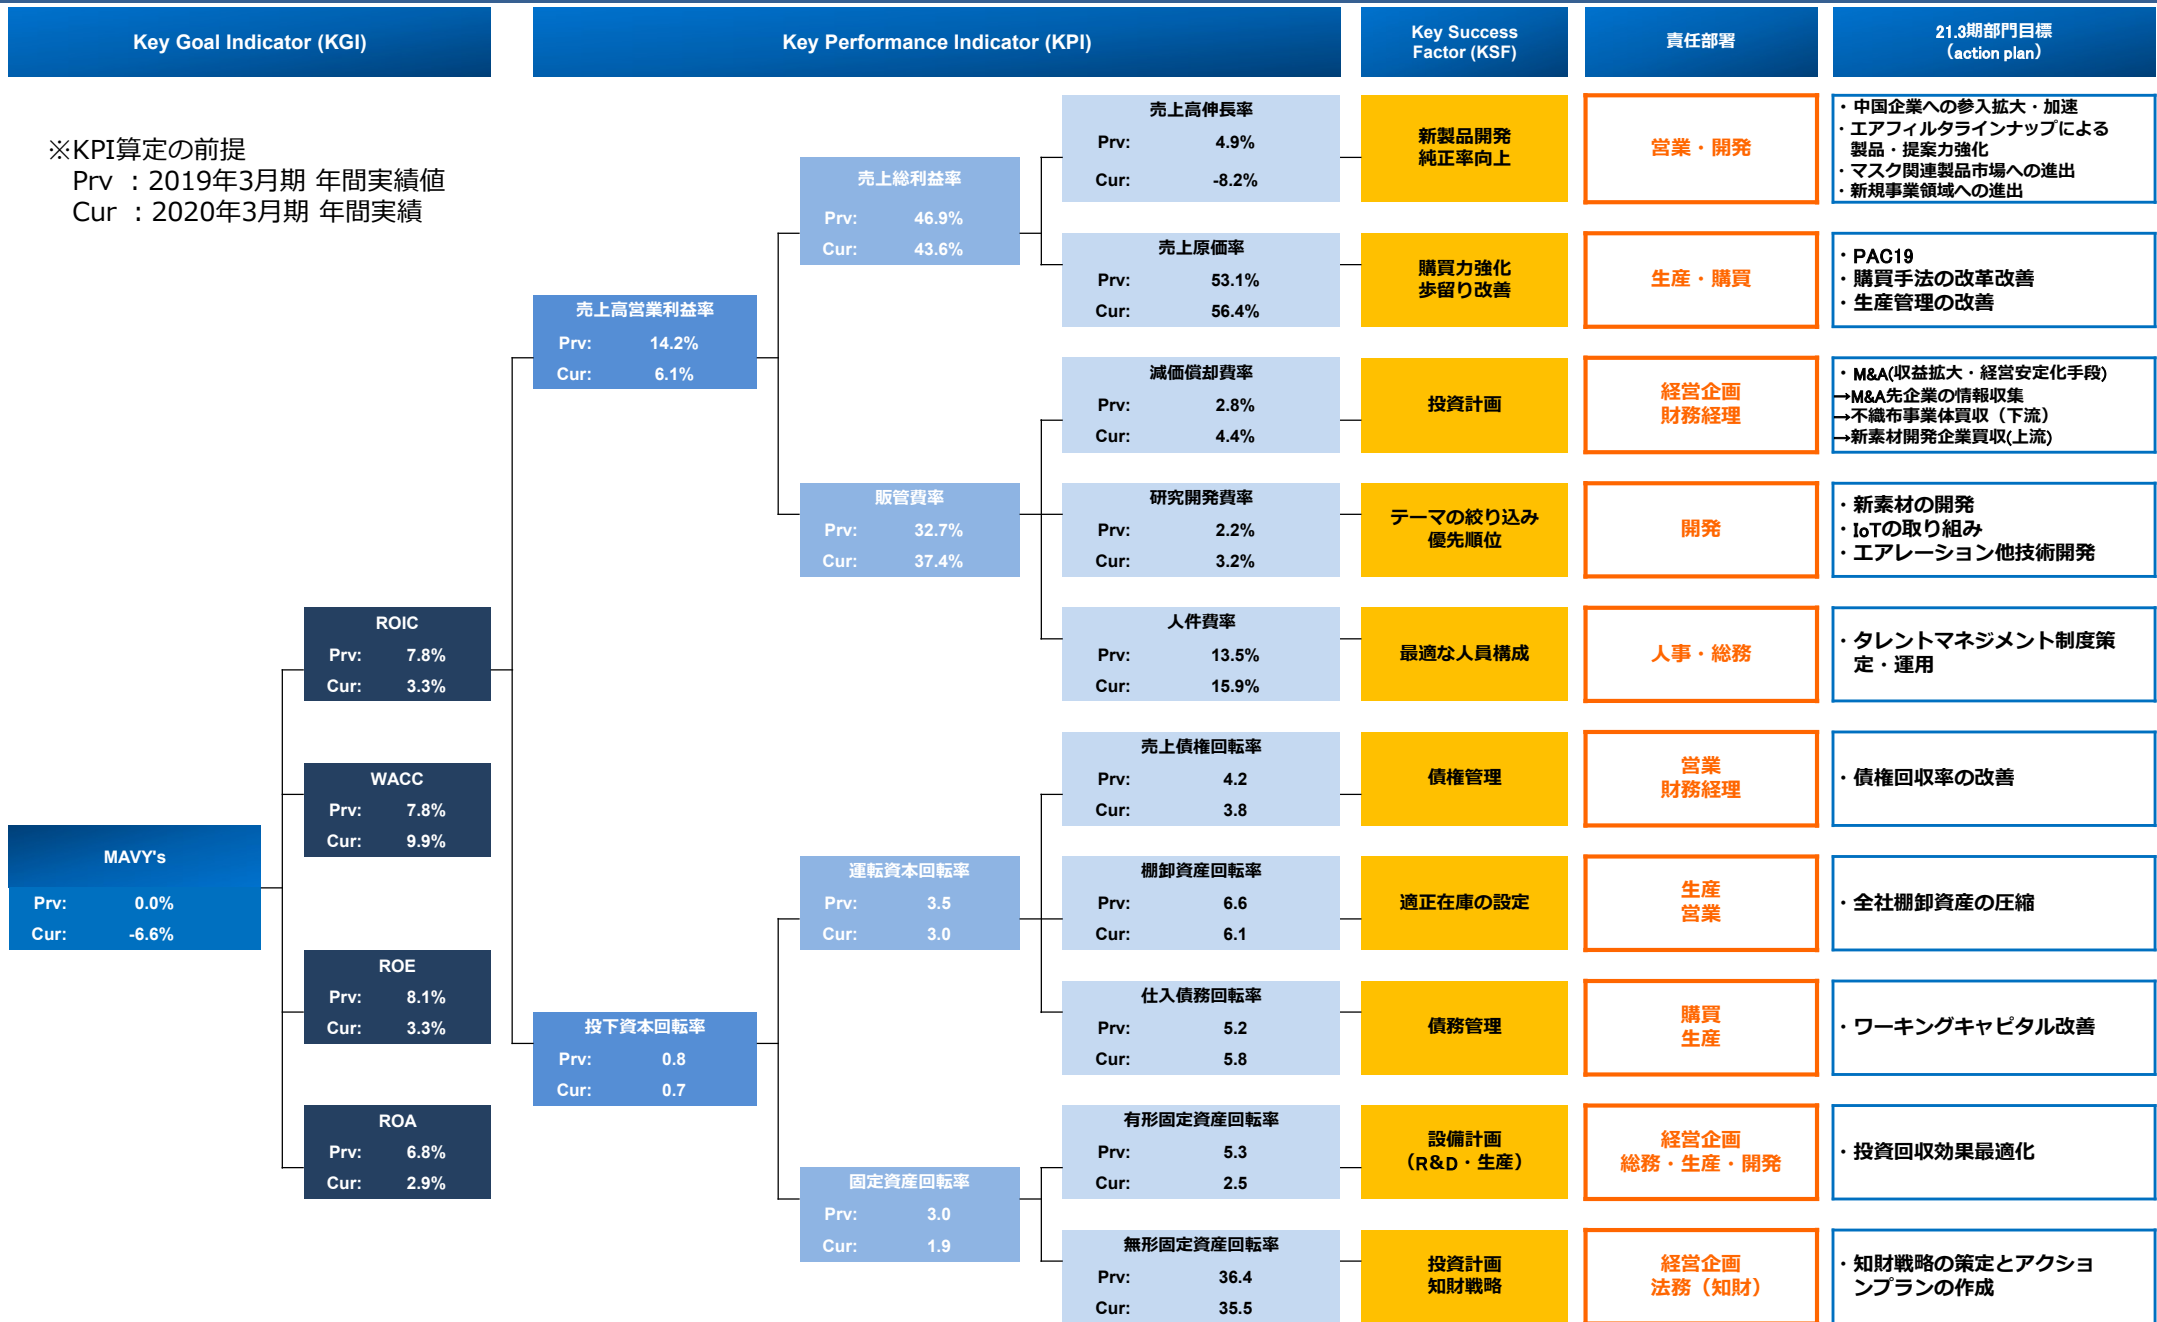 Key Goal Indicator (KGI)
Key Performance Indicator (KPI)
Key Success
Factor (KSF)
責任部署
21.3期部門目標
(action plan)
※KPI算定の前提
Prv ：2019年3月期 年間実績値
Cur ：2020年3月期 年間実績
MAVY's
Prv: 0.0%
Cur: -6.6%
ROIC
Prv: 7.8%
Cur: 3.3%
WACC
Prv: 7.8%
Cur: 9.9%
ROE
Prv: 8.1%
Cur: 3.3%
ROA
Prv: 6.8%
Cur: 2.9%
売上高営業利益率
Prv: 14.2%
Cur: 6.1%
投下資本回転率
Prv: 0.8
Cur: 0.7
売上総利益率
Prv: 46.9%
Cur: 43.6%
販管費率
Prv: 32.7%
Cur: 37.4%
運転資本回転率
Prv: 3.5
Cur: 3.0
固定資産回転率
Prv: 3.0
Cur: 1.9
売上高伸長率
Prv: 4.9%
Cur: -8.2%
新製品開発
純正率向上
営業・開発
・中国企業への参入拡大・加速
・エアフィルタラインナップによる
製品・提案力強化
・マスク関連製品市場への進出
・新規事業領域への進出
売上原価率
Prv: 53.1%
Cur: 56.4%
購買力強化
歩留り改善
生産・購買
・PAC19
・購買手法の改革改善
・生産管理の改善
減価償却費率
Prv: 2.8%
Cur: 4.4%
投資計画
経営企画
財務経理
・M&A(収益拡大・経営安定化手段)
→M&A先企業の情報収集
→不織布事業体買収（下流）
→新素材開発企業買収(上流)
研究開発費率
Prv: 2.2%
Cur: 3.2%
テーマの絞り込み
優先順位
開発
・新素材の開発
・IoTの取り組み
・エアレーション他技術開発
人件費率
Prv: 13.5%
Cur: 15.9%
最適な人員構成
人事・総務
・タレントマネジメント制度策
定・運用
売上債権回転率
Prv: 4.2
Cur: 3.8
債権管理
営業
財務経理
・債権回収率の改善
棚卸資産回転率
Prv: 6.6
Cur: 6.1
適正在庫の設定
生産
営業
・全社棚卸資産の圧縮
仕入債務回転率
Prv: 5.2
Cur: 5.8
債務管理
購買
生産
・ワーキングキャピタル改善
有形固定資産回転率
Prv: 5.3
Cur: 2.5
設備計画
（R&D・生産）
経営企画
総務・生産・開発
・投資回収効果最適化
無形固定資産回転率
Prv: 36.4
Cur: 35.5
投資計画
知財戦略
経営企画
法務（知財）
・知財戦略の策定とアクショ
ンプランの作成